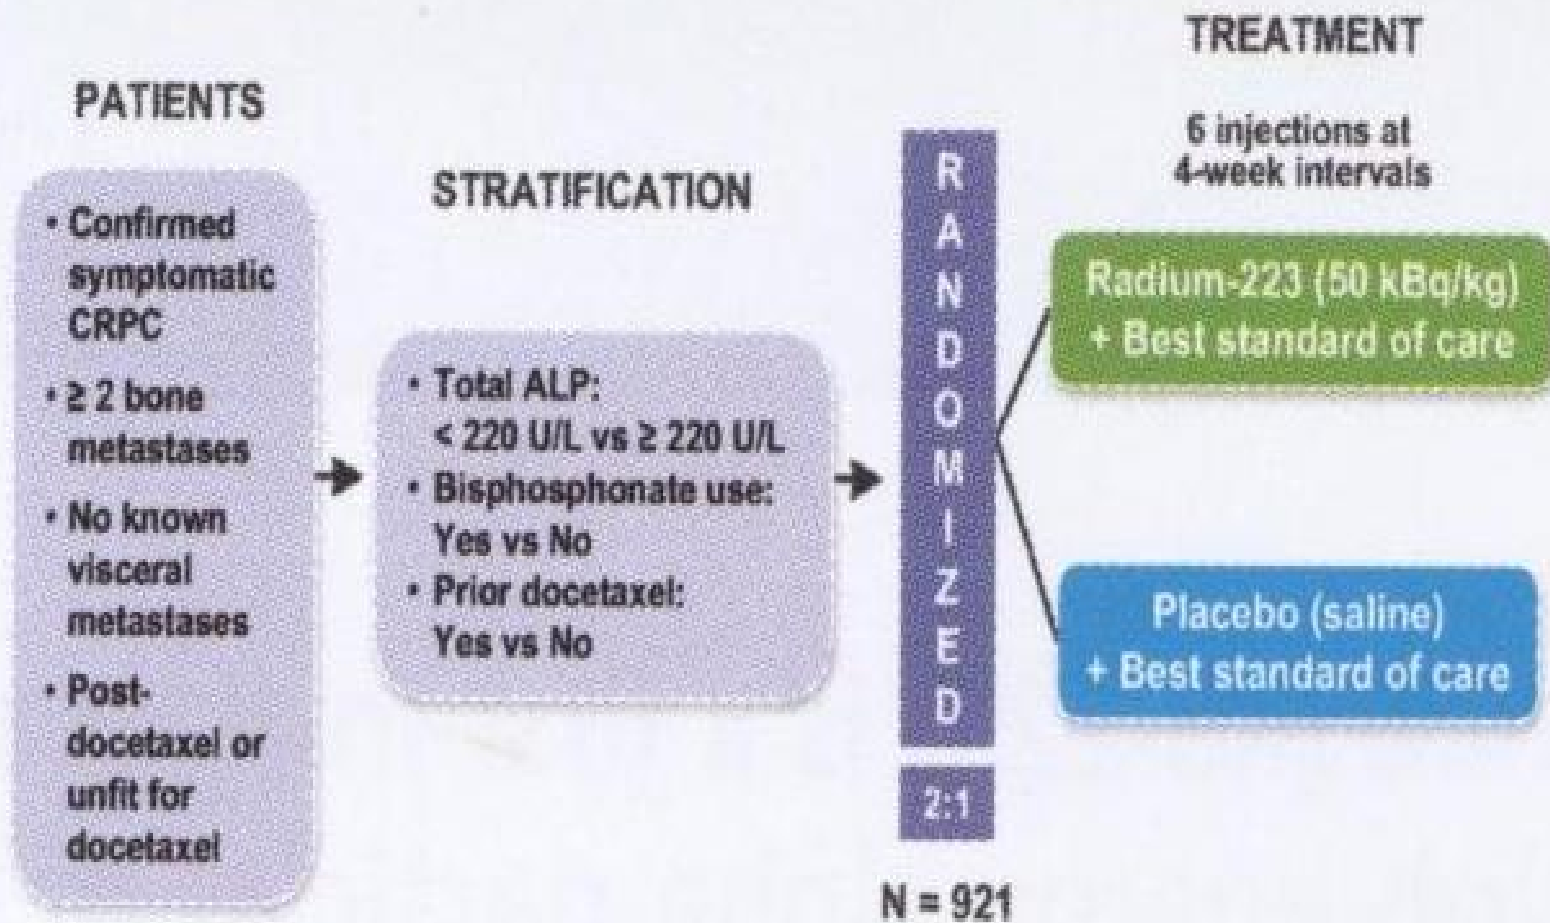 PATIENTS
• Confirmed
symptomatic
CRPC
• ≥ 2 bone
metastases
• No known
visceral
metastases
• Post-
docetaxel or
unfit for
docetaxel
STRATIFICATION
• Total ALP:
< 220 U/L vs ≥ 220 U/L
• Bisphosphonate use:
Yes vs No
• Prior docetaxel:
Yes vs No
RANDOMIZED
2:1
N = 921
TREATMENT
6 injections at
4-week intervals
Radium-223 (50 kBq/kg)
+ Best standard of care
Placebo (saline)
+ Best standard of care